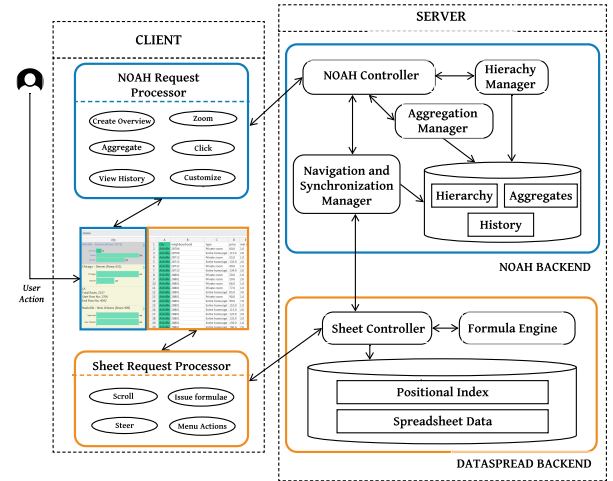 SERVER
CLIENT
NOAH Request
Processor
Create Overview
Zoom
Aggregate
Click
View History
Customize
NOAH Controller
Hierachy
Manager
Aggregation
Manager
Navigation and
Synchronization
Manager
Hierarchy
Aggregates
History
NOAH BACKEND
User
Action
Sheet Request Processor
Scroll
Issue formulae
Steer
Menu Actions
Sheet Controller
Formula Engine
Positional Index
Spreadsheet Data
DATASPREAD BACKEND